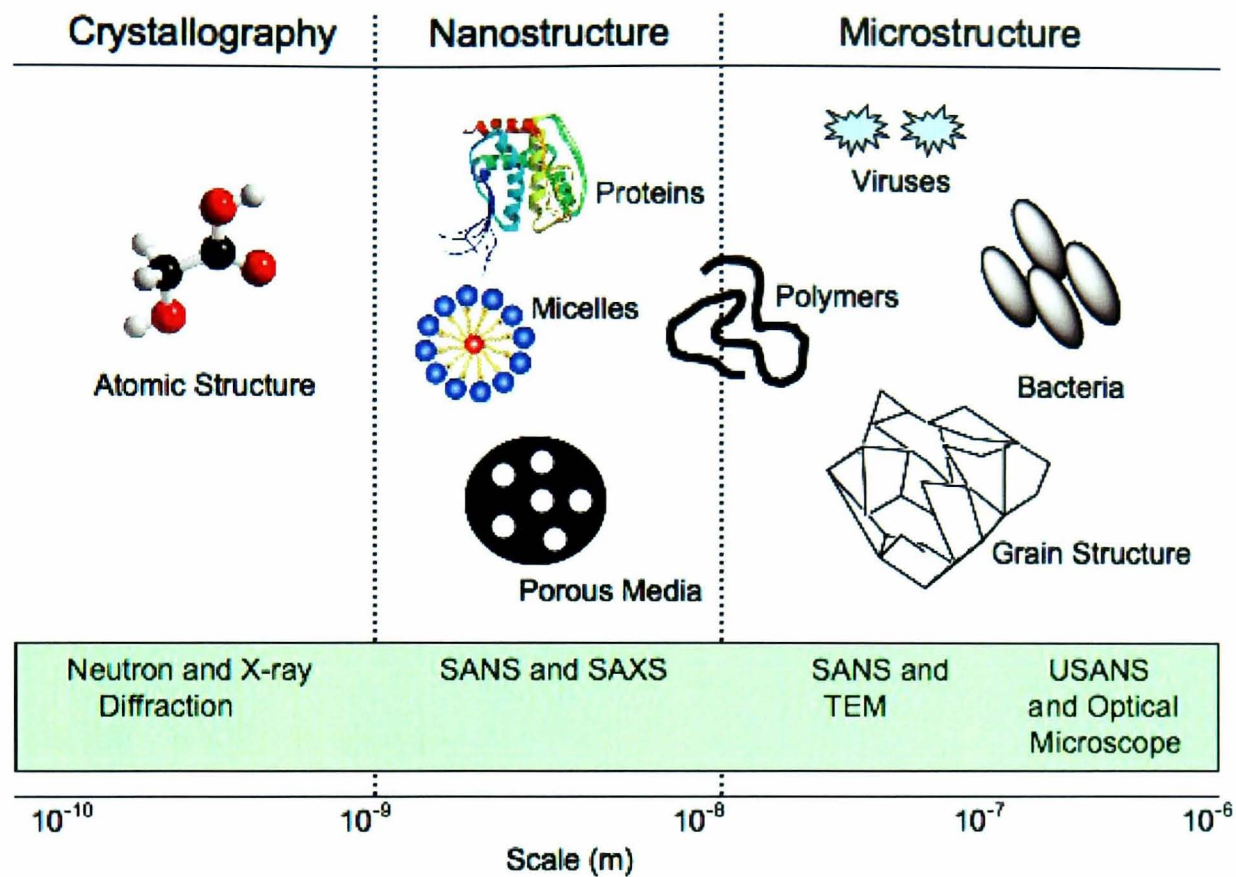 Crystallography
Nanostructure
Microstructure
Proteins
Viruses
Micelles
Polymers
Atomic Structure
Bacteria
Porous Media
Grain Structure
Neutron and X-ray
Diffraction
SANS and SAXS
SANS and
TEM
USANS
and Optical
Microscope
10⁻¹⁰
10⁻⁹
10⁻⁸
10⁻⁷
10⁻⁶
Scale (m)